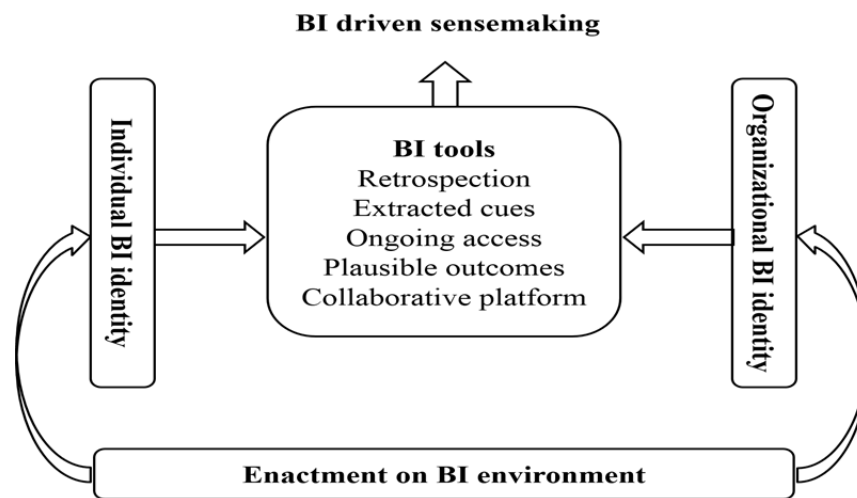 BI driven sensemaking
Individual BI identity
BI tools
Retrospection
Extracted cues
Ongoing access
Plausible outcomes
Collaborative platform
Organizational BI identity
Enactment on BI environment